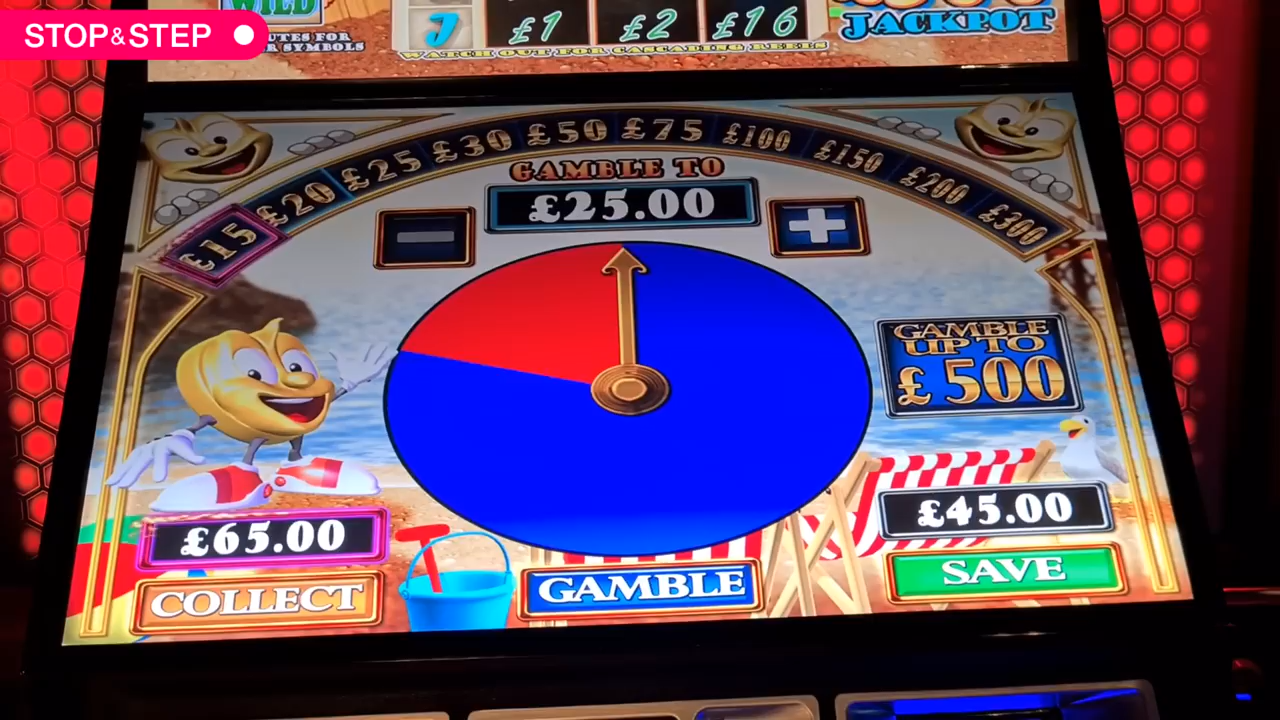 STOP&STEP
WILD
UTES FOR
R SYMBOLS
J
£1
£2
£16
WATCH OUT FOR CASCADING REELS
JACKPOT
£15
£20
£25
£30
£50
£75
£100
£150
£200
£300
GAMBLE TO
£25.00
GAMBLE
UP TO
£500
£65.00
£45.00
COLLECT
GAMBLE
SAVE